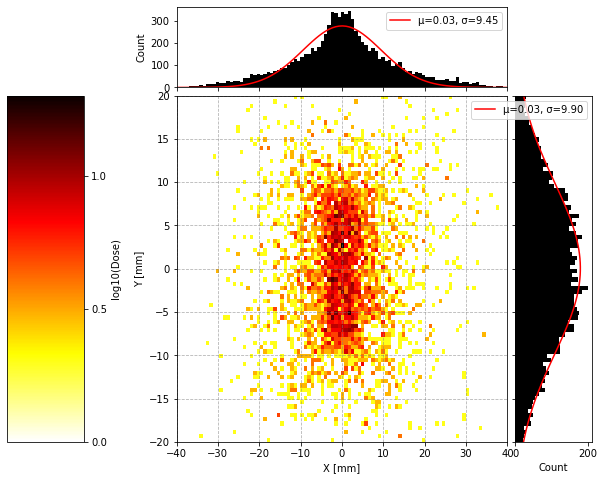 μ=0.03, σ=9.45
Count
300
200
100
0
μ=0.03, σ=9.90
log10(Dose)
1.0
0.5
0.0
Y [mm]
20
15
10
5
0
−5
−10
−15
−20
−40 −30 −20 −10 0 10 20 30 40
X [mm]
0 200
Count